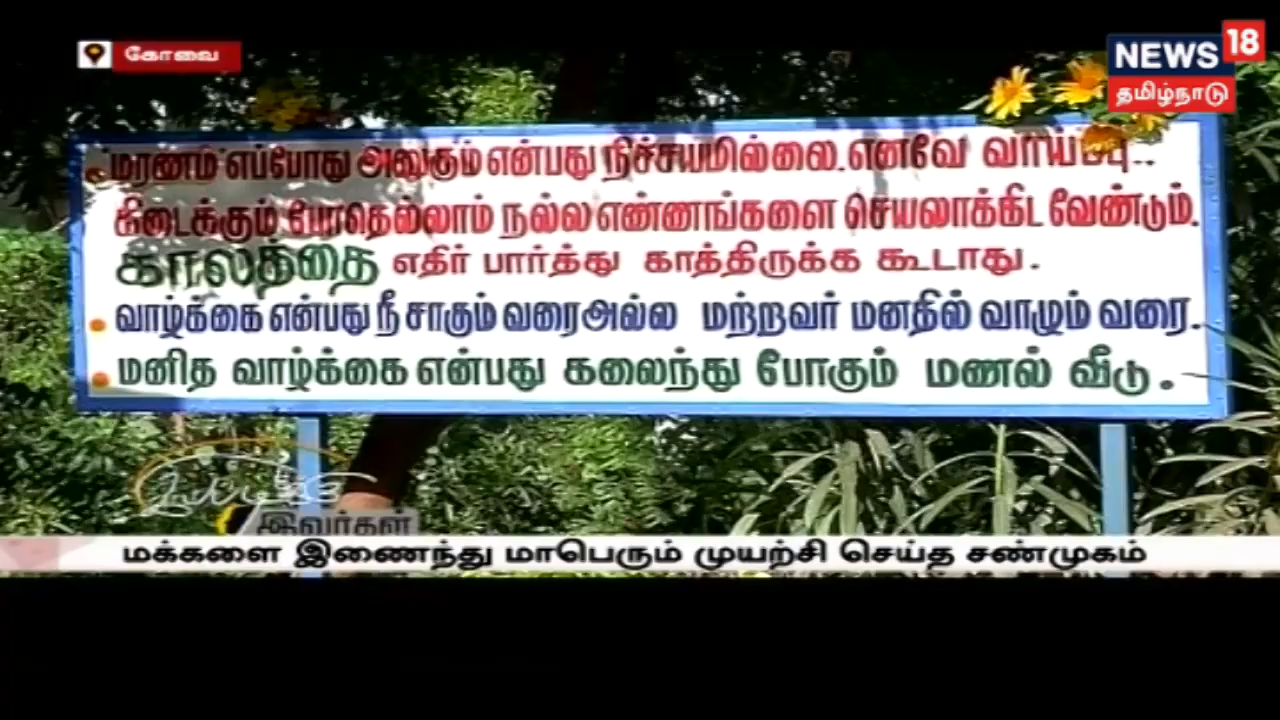 கோவை
NEWS 18
தமிழ்நாடு
மரணம் எப்போது அணுகும் என்பது நிச்சயமில்லை. எனவே வாய்ப்பு..
கிடைக்கும் போதெல்லாம் நல்ல எண்ணங்களை செயலாக்கிட வேண்டும்.
காலத்தை எதிர் பார்த்து காத்திருக்க கூடாது.
வாழ்க்கை என்பது நீ சாகும் வரை அல்ல மற்றவர் மனதில் வாழும் வரை.
மனித வாழ்க்கை என்பது கலைந்து போகும் மணல் வீடு.
இவர்கள்
மக்களை இணைந்து மாபெரும் முயற்சி செய்த சண்முகம்